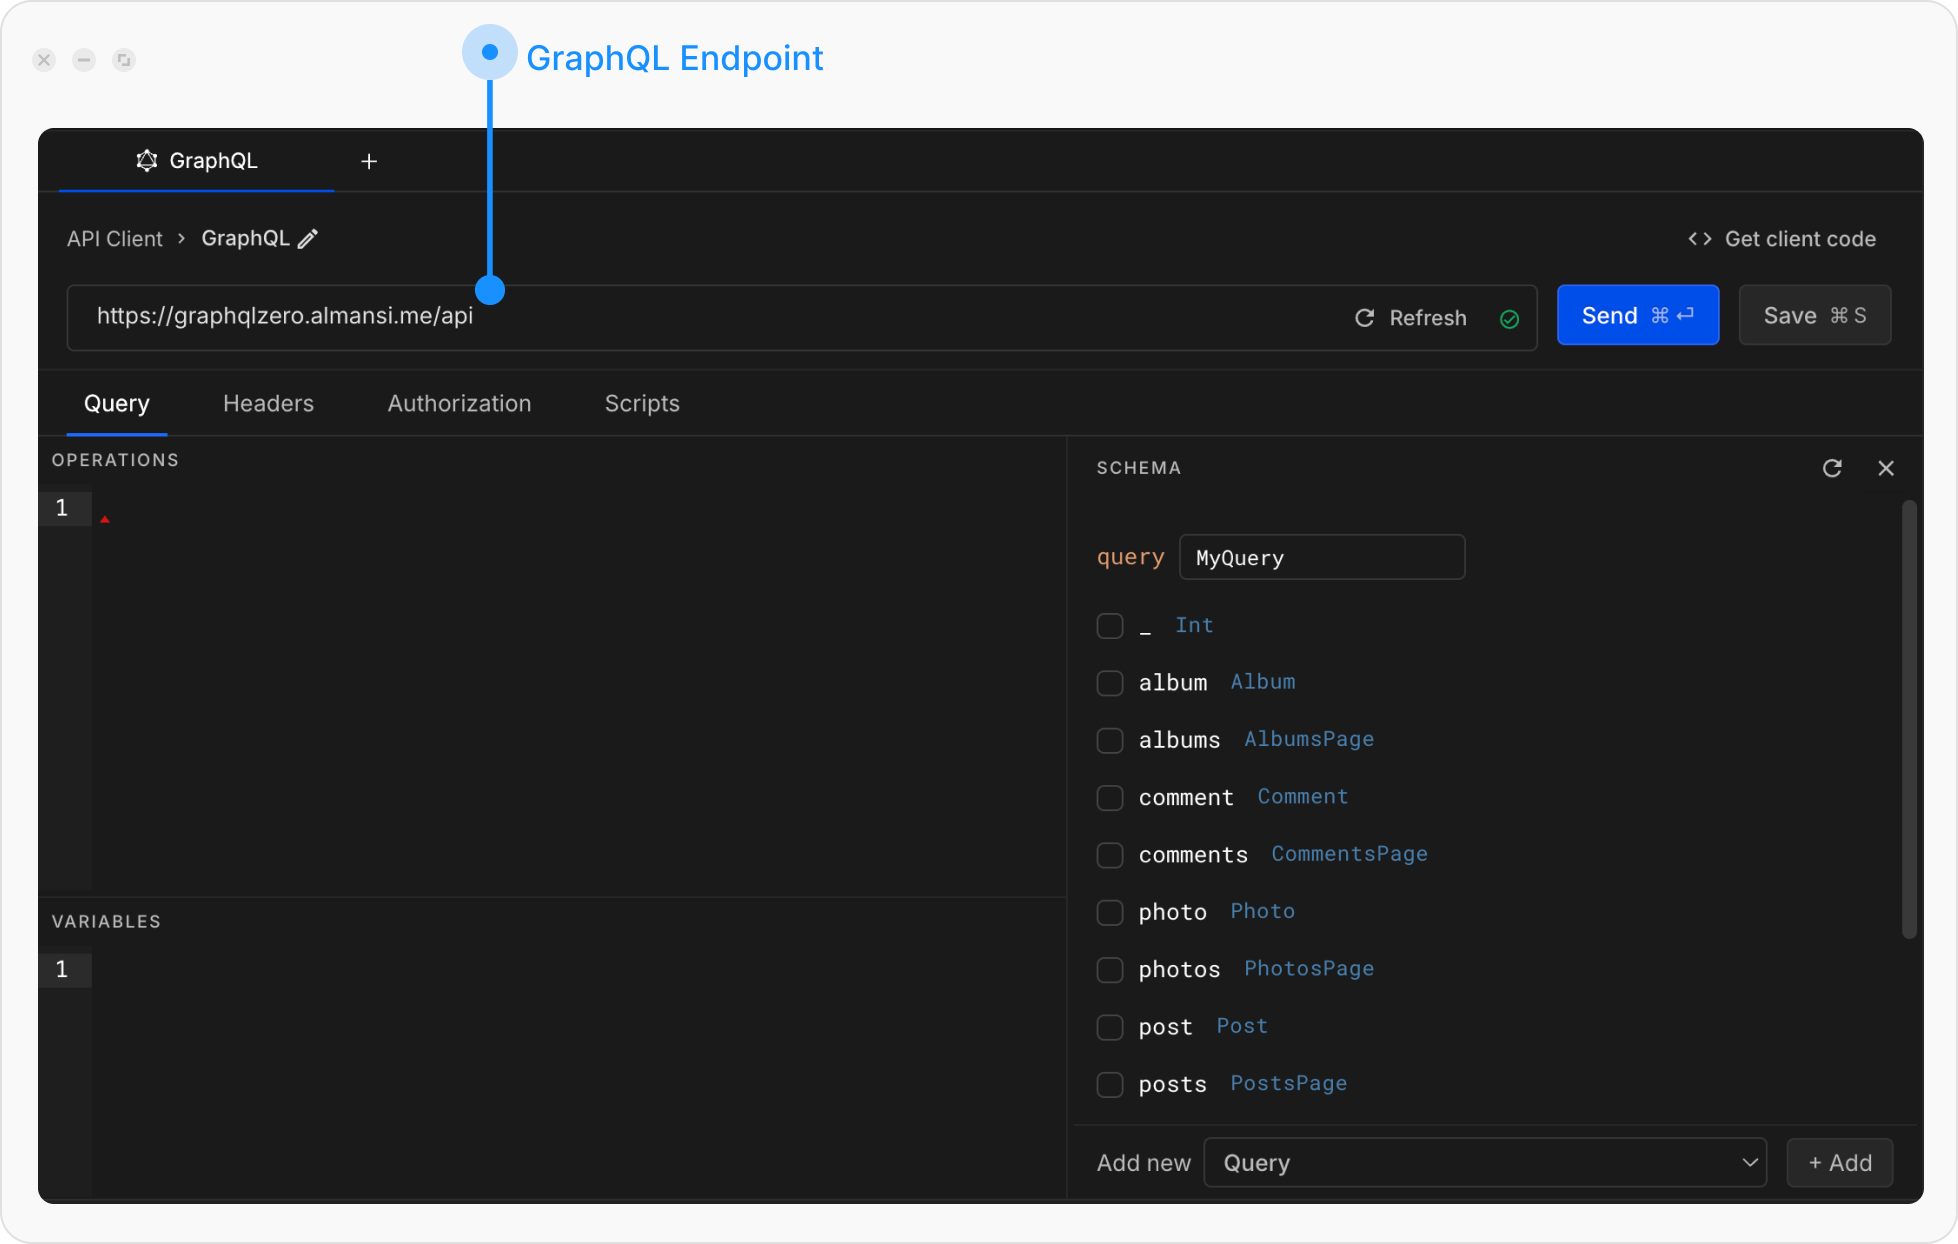 GraphQL Endpoint
GraphQL +
API Client > GraphQL
<> Get client code
https://graphqlzero.almansi.me/api
Refresh
Send ⌘ ⏎
Save ⌘ S
Query Headers Authorization Scripts
OPERATIONS
1
VARIABLES
1
SCHEMA
query MyQuery
_ Int
album Album
albums AlbumsPage
comment Comment
comments CommentsPage
photo Photo
photos PhotosPage
post Post
posts PostsPage
Add new Query + Add